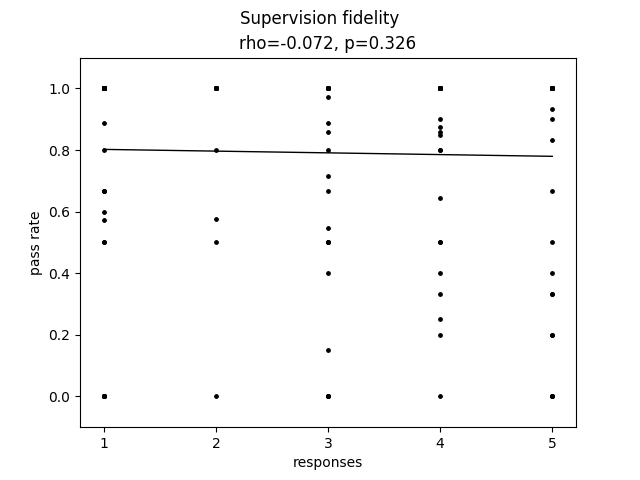 Supervision fidelity
rho=-0.072, p=0.326
1.0
0.8
0.6
0.4
0.2
0.0
pass rate
1 2 3 4 5
responses